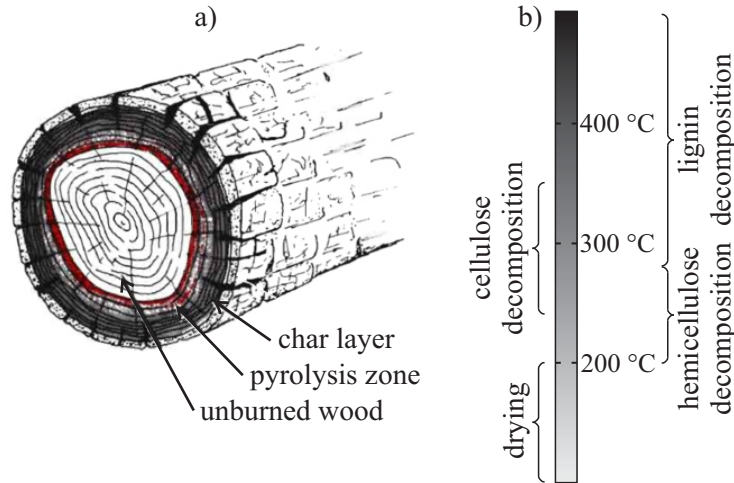 a)
char layer
pyrolysis zone
unburned wood
b)
400 °C
300 °C
200 °C
cellulose
decomposition
drying
lignin
decomposition
hemicellulose
decomposition